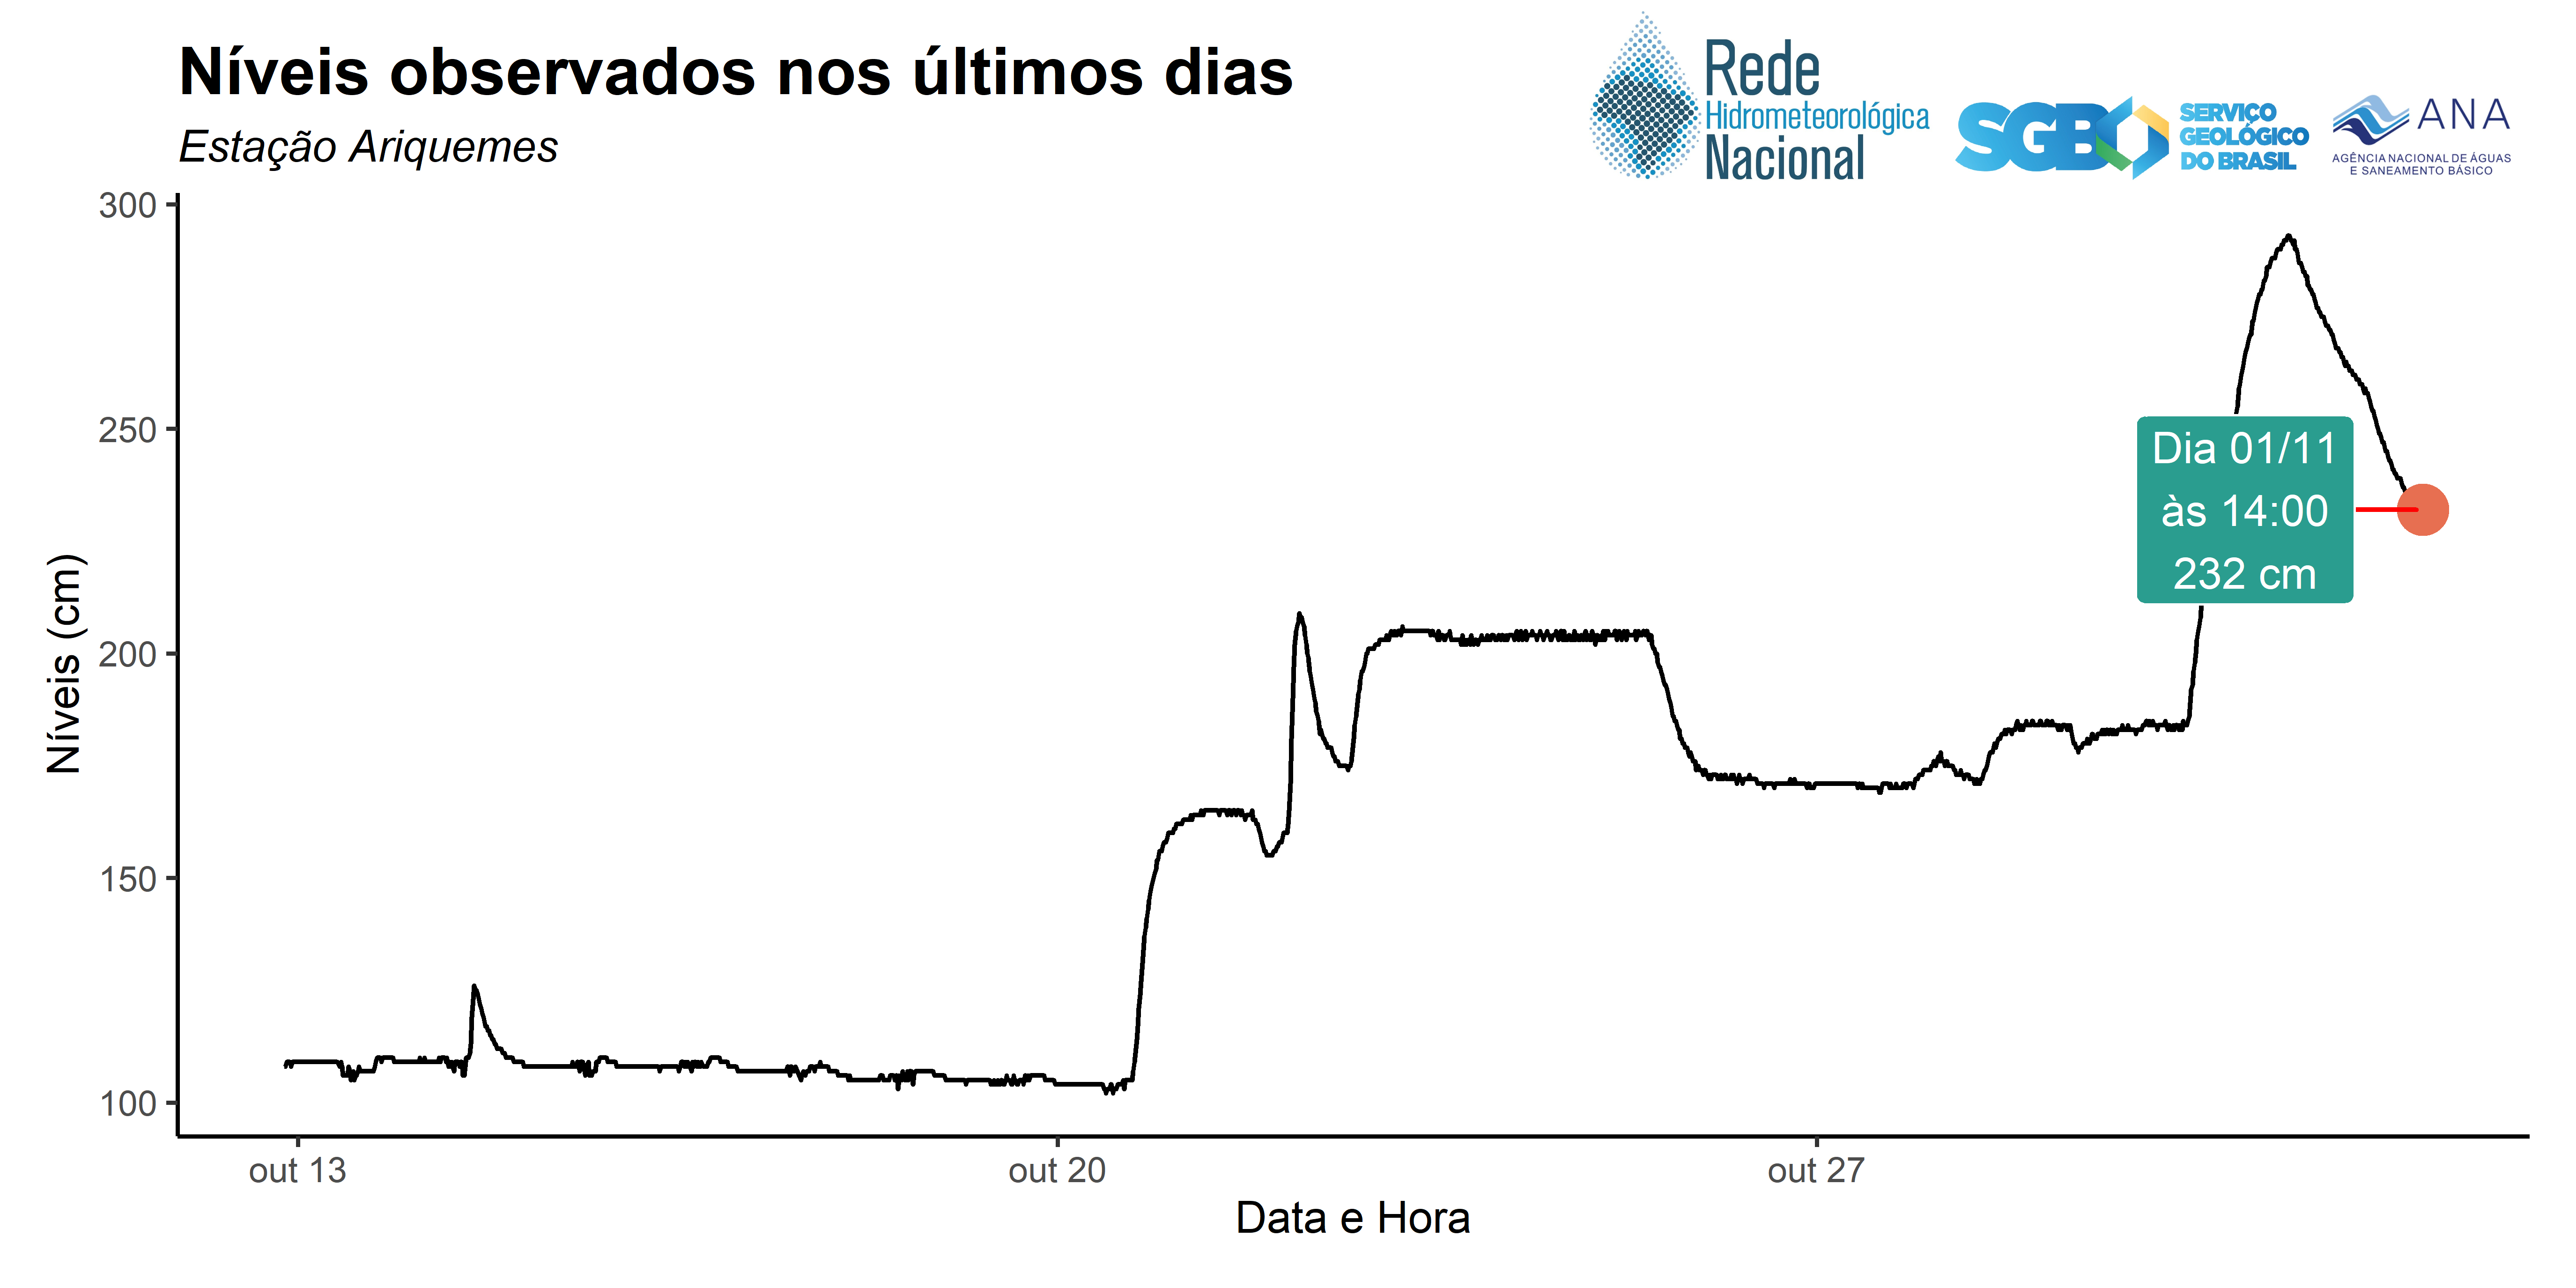 Níveis observados nos últimos dias
Estação Ariquemes
Rede
Hidrometeorológica
Nacional
SGB
SERVIÇO
GEOLÓGICO
DO BRASIL
ANA
AGÊNCIA NACIONAL DE ÁGUAS
E SANEAMENTO BÁSICO
Níveis (cm)
300
250
200
150
100
Dia 01/11
às 14:00
232 cm
out 13
out 20
out 27
Data e Hora